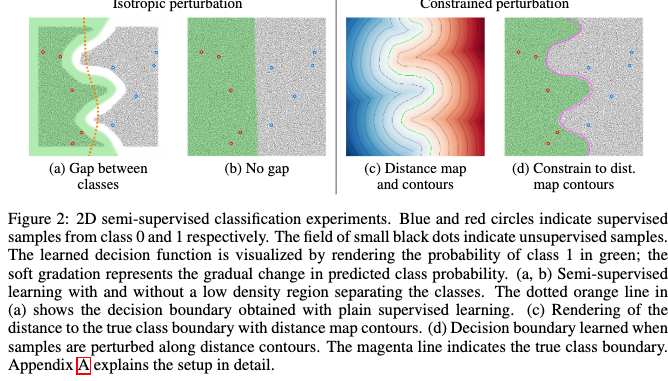 Isotropic perturbation
Constrained perturbation
(a) Gap between
classes
(b) No gap
(c) Distance map
and contours
(d) Constrain to dist.
map contours
Figure 2: 2D semi-supervised classification experiments. Blue and red circles indicate supervised
samples from class 0 and 1 respectively. The field of small black dots indicate unsupervised samples.
The learned decision function is visualized by rendering the probability of class 1 in green; the
soft gradation represents the gradual change in predicted class probability. (a, b) Semi-supervised
learning with and without a low density region separating the classes. The dotted orange line in
(a) shows the decision boundary obtained with plain supervised learning. (c) Rendering of the
distance to the true class boundary with distance map contours. (d) Decision boundary learned when
samples are perturbed along distance contours. The magenta line indicates the true class boundary.
Appendix A explains the setup in detail.